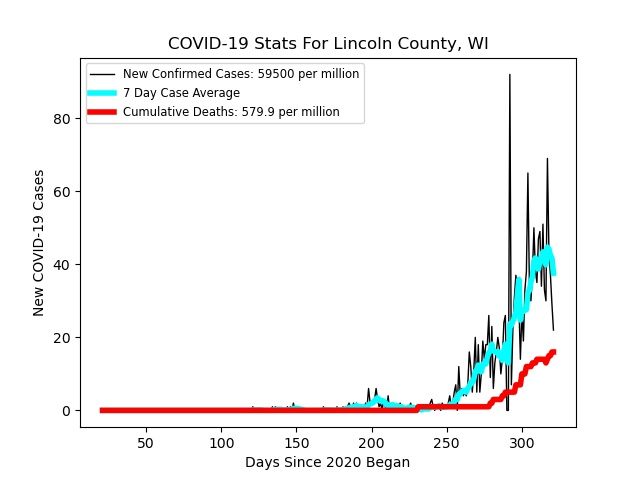 COVID-19 Stats For Lincoln County, WI
New Confirmed Cases: 59500 per million
7 Day Case Average
Cumulative Deaths: 579.9 per million
New COVID-19 Cases
80
60
40
20
0
50 100 150 200 250 300
Days Since 2020 Began